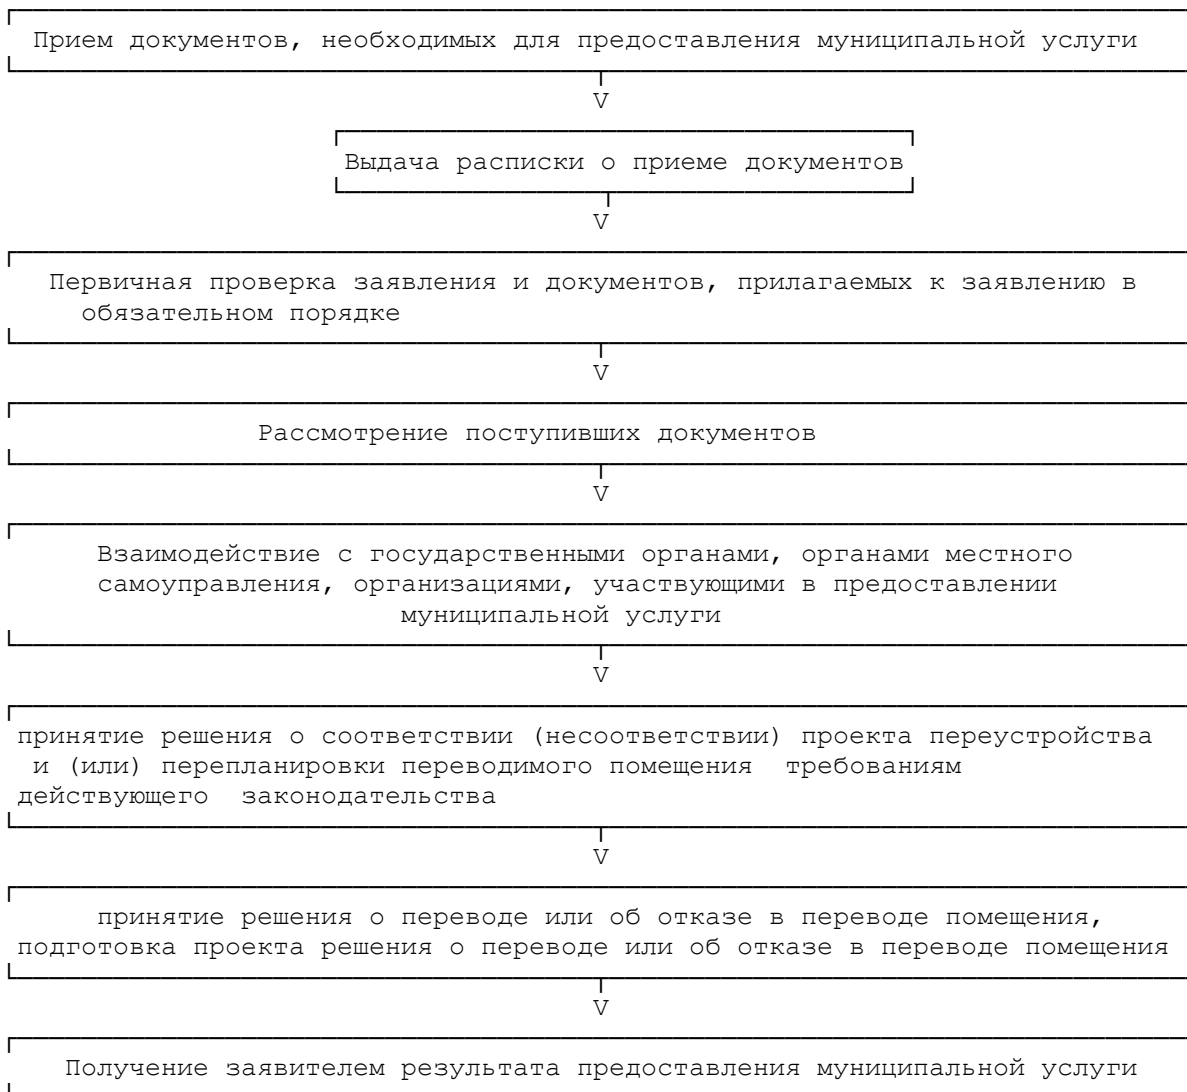 Прием документов, необходимых для предоставления муниципальной услуги
V
Выдача расписки о приеме документов
V
Первичная проверка заявления и документов, прилагаемых к заявлению в
обязательном порядке
V
Рассмотрение поступивших документов
V
Взаимодействие с государственными органами, органами местного
самоуправления, организациями, участвующими в предоставлении
муниципальной услуги
V
принятие решения о соответствии (несоответствии) проекта переустройства
и (или) перепланировки переводимого помещения требованиям
действующего законодательства
V
принятие решения о переводе или об отказе в переводе помещения,
подготовка проекта решения о переводе или об отказе в переводе помещения
V
Получение заявителем результата предоставления муниципальной услуги